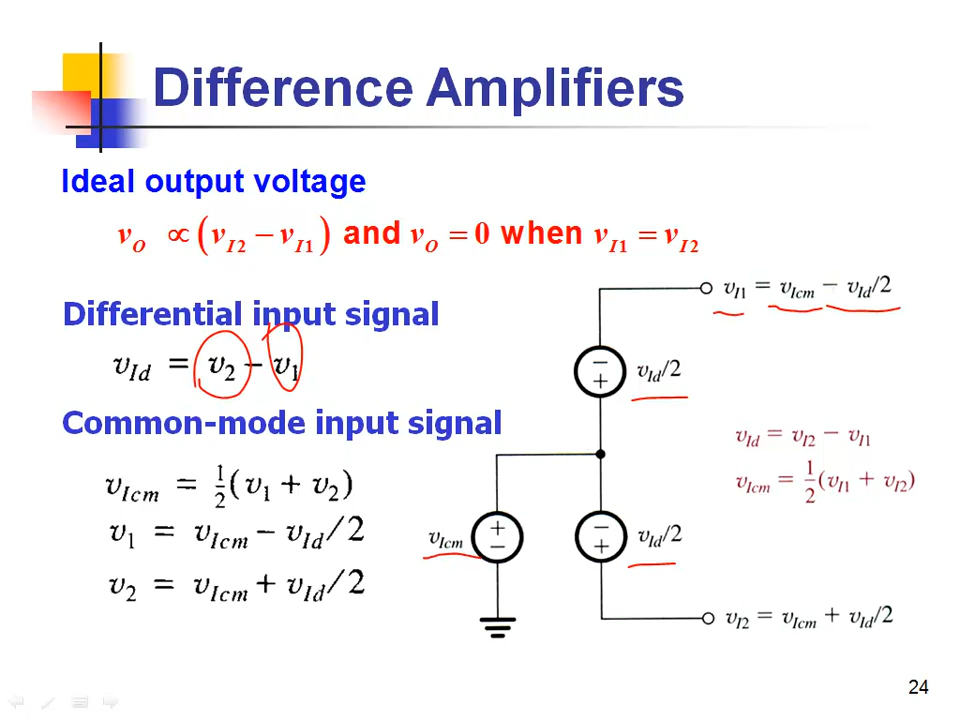 Difference Amplifiers
Ideal output voltage
v_O ∝ (v_I2 − v_I1) and v_O = 0 when v_I1 = v_I2
Differential input signal
v_Id = v_2 − v_1
Common-mode input signal
v_Icm = 1/2 (v_1 + v_2)
v_1 = v_Icm − v_Id/2
v_2 = v_Icm + v_Id/2
v_I1 = v_Icm − v_Id/2
− +
v_Id/2
v_Id = v_I2 − v_I1
v_Icm = 1/2 (v_I1 + v_I2)
v_Icm
+ −
− +
v_Id/2
v_I2 = v_Icm + v_Id/2
24